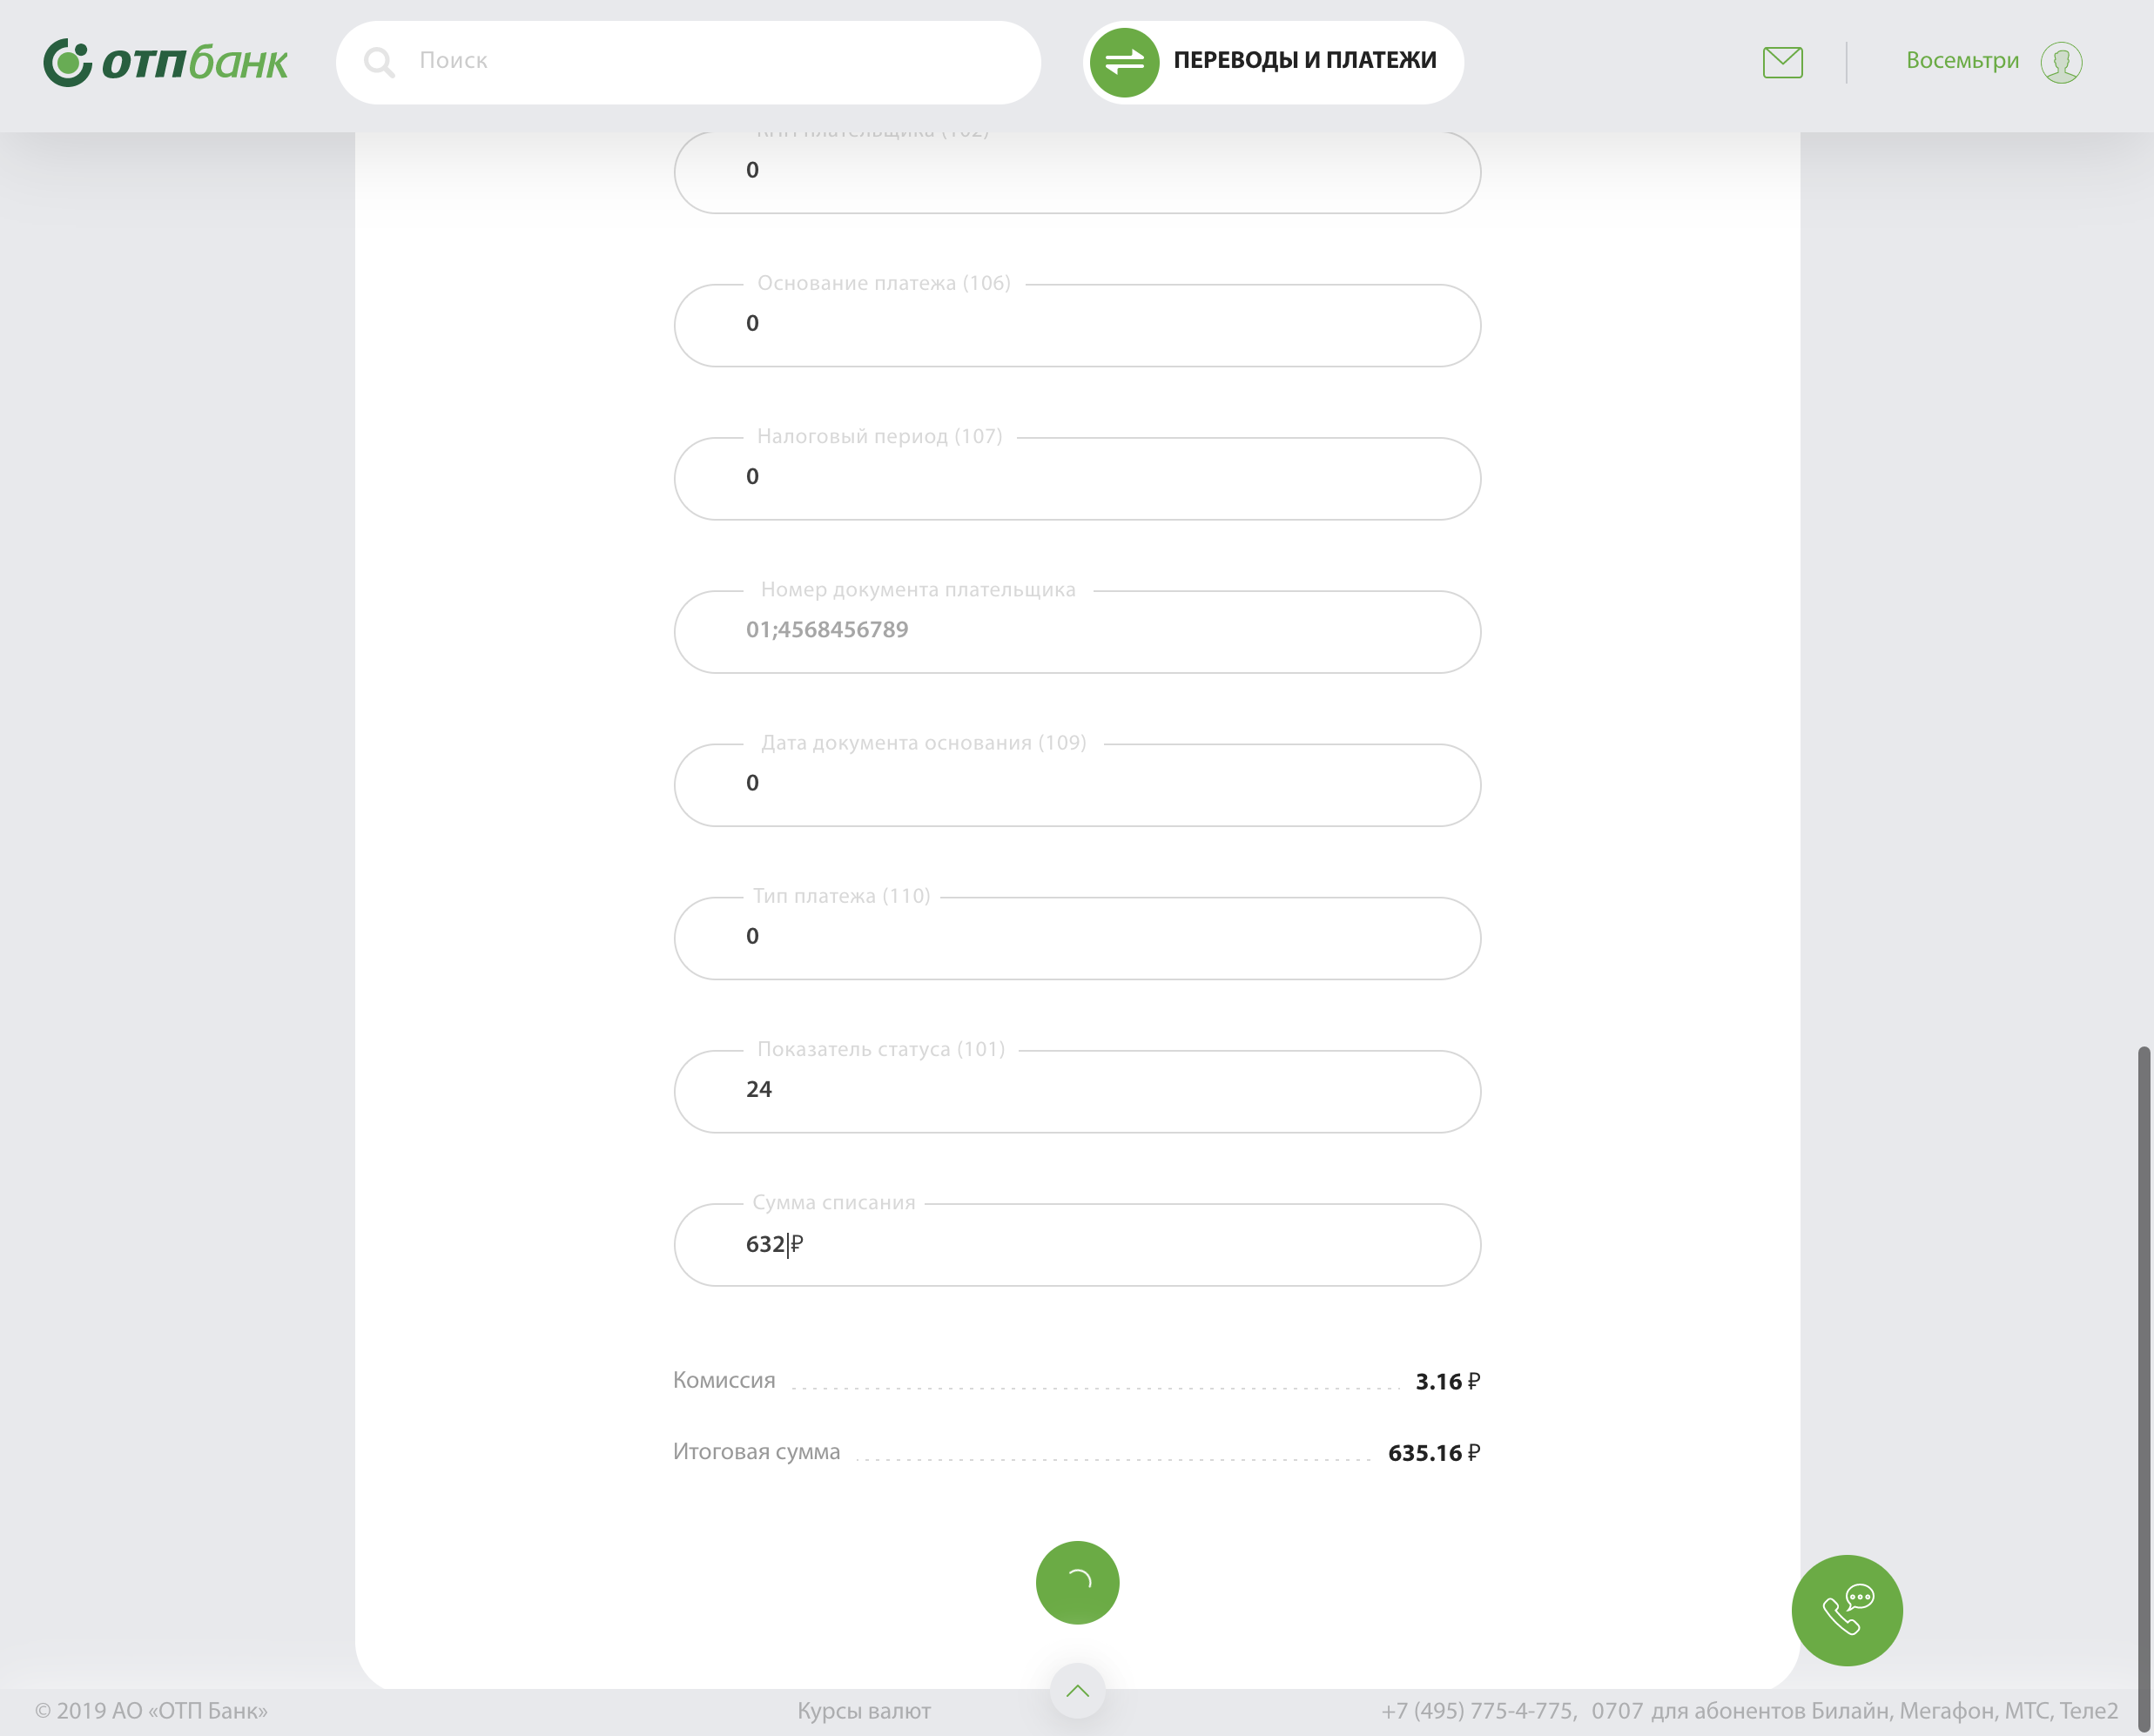 отпбанк
Поиск
ПЕРЕВОДЫ И ПЛАТЕЖИ
Восемьтри
КПП плательщика (102)
0
Основание платежа (106)
0
Налоговый период (107)
0
Номер документа плательщика
01;4568456789
Дата документа основания (109)
0
Тип платежа (110)
0
Показатель статуса (101)
24
Сумма списания
632₽
Комиссия 3.16 ₽
Итоговая сумма 635.16 ₽
© 2019 АО «ОТП Банк» Курсы валют +7 (495) 775-4-775, 0707 для абонентов Билайн, Мегафон, МТС, Теле2